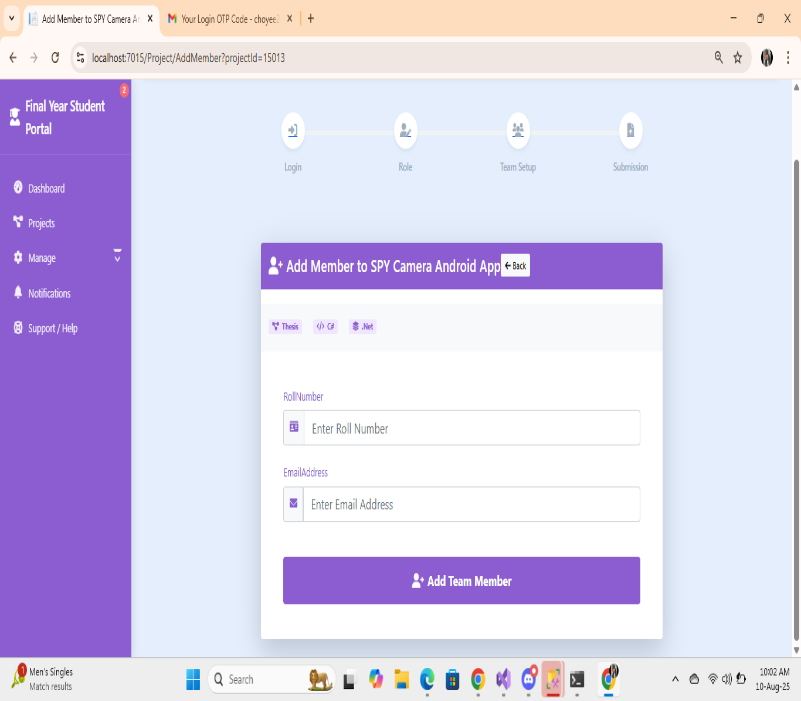 Add Member to SPY Camera A
Your Login OTP Code - choyee
localhost:7015/Project/AddMember?projectId=15013
2
Final Year Student
Portal
Dashboard
Projects
Manage
Notifications
Support / Help
Login
Role
Team Setup
Submission
Add Member to SPY Camera Android App
Back
Thesis
C#
.Net
RollNumber
Enter Roll Number
EmailAddress
Enter Email Address
Add Team Member
1
Men's Singles
Match results
Search
10:02 AM
10-Aug-25